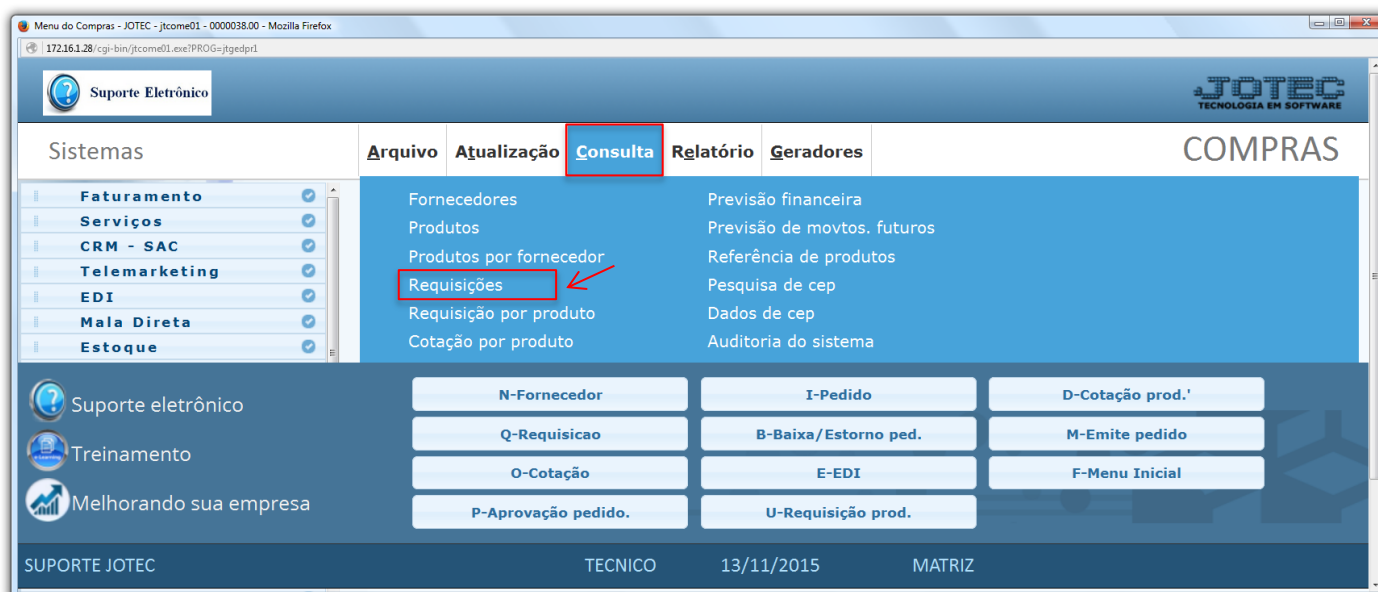 Menu do Compras - JOTEC - jtcome01 - 0000038.00 - Mozilla Firefox
172.16.1.28/cgi-bin/jtcome01.exe?PROG=jtgedpr1
Suporte Eletrônico
JOTEC
TECNOLOGIA EM SOFTWARE
Sistemas
Arquivo Atualização Consulta Relatório Geradores
COMPRAS
Faturamento
Serviços
CRM - SAC
Telemarketing
EDI
Mala Direta
Estoque
Fornecedores
Produtos
Produtos por fornecedor
Requisições
Requisição por produto
Cotação por produto
Previsão financeira
Previsão de movtos. futuros
Referência de produtos
Pesquisa de cep
Dados de cep
Auditoria do sistema
Suporte eletrônico
Treinamento
Melhorando sua empresa
N-Fornecedor I-Pedido D-Cotação prod.'
Q-Requisicao B-Baixa/Estorno ped. M-Emite pedido
O-Cotação E-EDI F-Menu Inicial
P-Aprovação pedido. U-Requisição prod.
SUPORTE JOTEC TECNICO 13/11/2015 MATRIZ